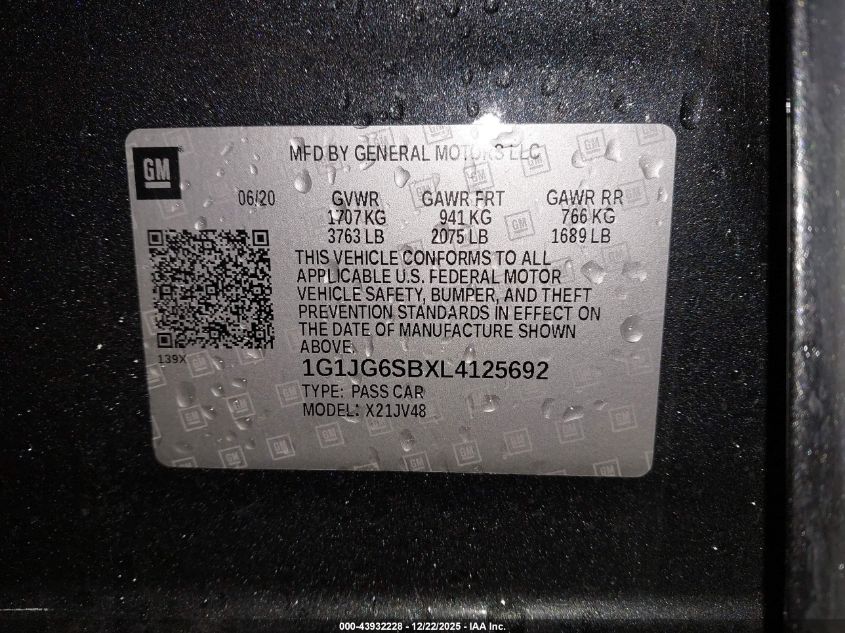 GM
MFD BY GENERAL MOTORS LLC
06/20 GVWR GAWR FRT GAWR RR
1707 KG 941 KG 766 KG
3763 LB 2075 LB 1689 LB
THIS VEHICLE CONFORMS TO ALL
APPLICABLE U.S. FEDERAL MOTOR
VEHICLE SAFETY, BUMPER, AND THEFT
PREVENTION STANDARDS IN EFFECT ON
THE DATE OF MANUFACTURE SHOWN
ABOVE.
139X
1G1JG6SBXL4125692
TYPE: PASS CAR
MODEL: X21JV48
000-43932228 - 12/22/2025 - IAA Inc.